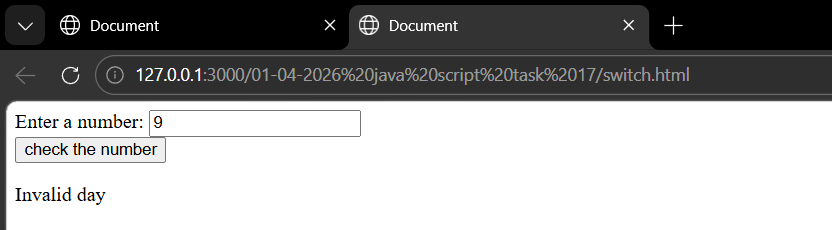 Document
Document
127.0.0.1:3000/01-04-2026%20java%20script%20task%2017/switch.html
Enter a number: 9
check the number
Invalid day